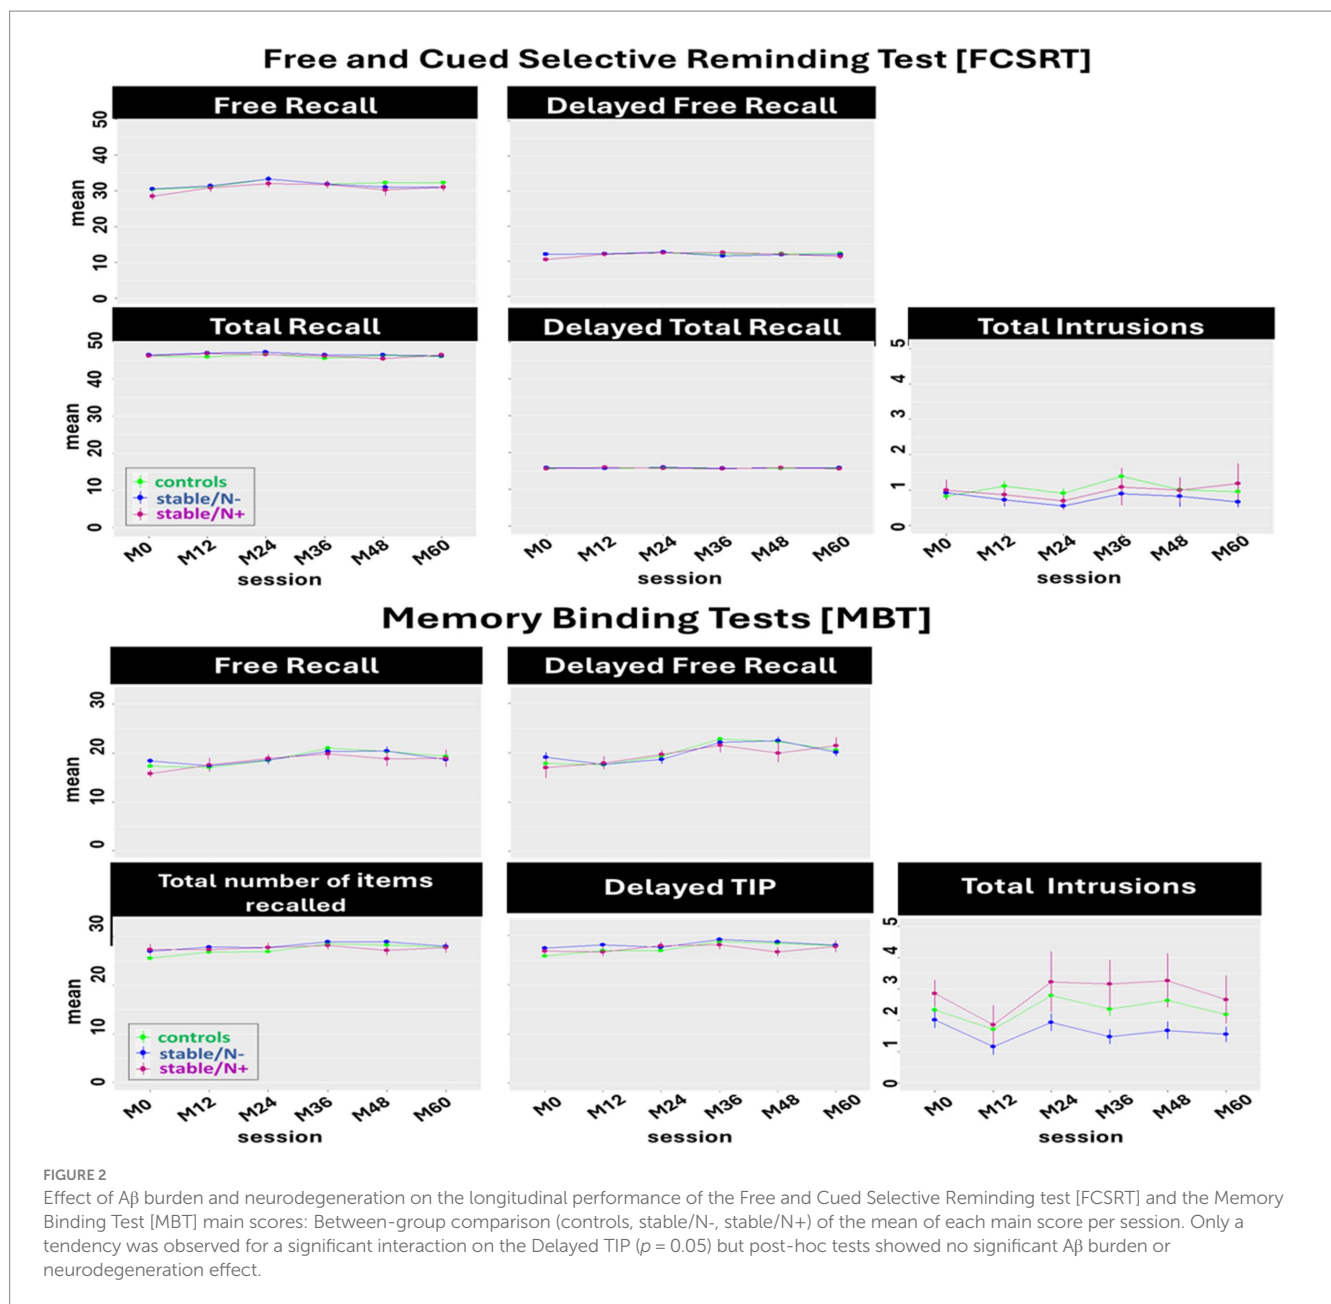 Free and Cued Selective Reminding Test [FCSRT]
Free Recall
Delayed Free Recall
50
40
30
20
10
0
mean
Total Recall
Delayed Total Recall
Total Intrusions
50
40
30
20
10
0
mean
5
4
3
2
1
0
controls
stable/N-
stable/N+
M0 M12 M24 M36 M48 M60
M0 M12 M24 M36 M48 M60
M0 M12 M24 M36 M48 M60
session
session
session
Memory Binding Tests [MBT]
Free Recall
Delayed Free Recall
30
20
10
0
mean
Total number of items
recalled
Delayed TIP
Total Intrusions
30
20
10
0
mean
5
4
3
2
1
0
controls
stable/N-
stable/N+
M0 M12 M24 M36 M48 M60
M0 M12 M24 M36 M48 M60
M0 M12 M24 M36 M48 M60
session
session
session
FIGURE 2
Effect of Aβ burden and neurodegeneration on the longitudinal performance of the Free and Cued Selective Reminding test [FCSRT] and the Memory
Binding Test [MBT] main scores: Between-group comparison (controls, stable/N-, stable/N+) of the mean of each main score per session. Only a
tendency was observed for a significant interaction on the Delayed TIP (p = 0.05) but post-hoc tests showed no significant Aβ burden or
neurodegeneration effect.